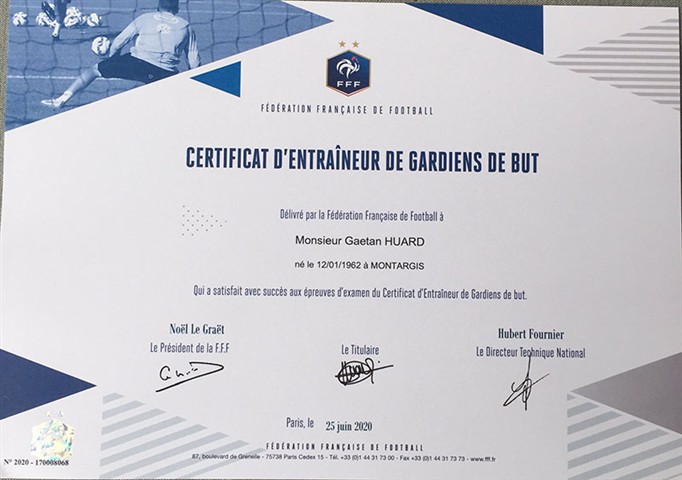 FFF
FÉDÉRATION FRANÇAISE DE FOOTBALL
CERTIFICAT D'ENTRAÎNEUR DE GARDIENS DE BUT
Délivré par la Fédération Française de Football à
Monsieur Gaetan HUARD
né le 12/01/1962 à MONTARGIS
Qui a satisfait avec succès aux épreuves d'examen du Certificat d'Entraîneur de Gardiens de but.
Noël Le Graët
Le Président de la F.F.F
Le Titulaire
Hubert Fournier
Le Directeur Technique National
Paris, le 25 juin 2020
FÉDÉRATION FRANÇAISE DE FOOTBALL
87, boulevard de Grenelle - 75738 Paris Cedex 15 - Tél. +33 (0)1 44 31 73 00 - Fax +33 (0)1 44 31 73 73 - www.fff.fr
N° 2020 - 170008068